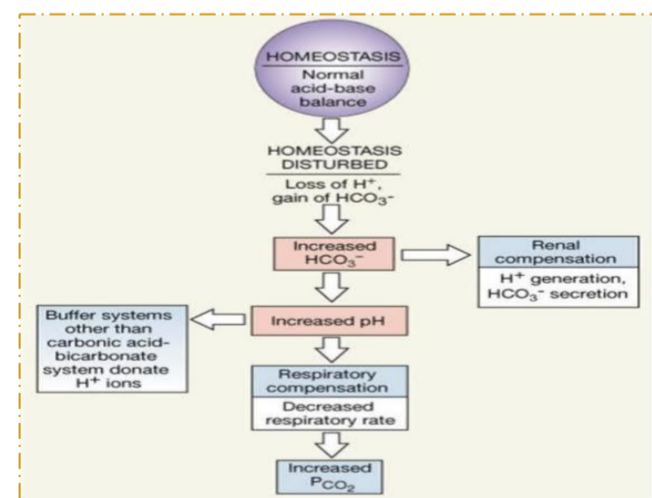 HOMEOSTASIS
Normal
acid-base
balance
HOMEOSTASIS
DISTURBED
Loss of H⁺,
gain of HCO₃⁻
Increased
HCO₃⁻
Renal
compensation
H⁺ generation,
HCO₃⁻ secretion
Increased pH
Buffer systems
other than
carbonic acid-
bicarbonate
system donate
H⁺ ions
Respiratory
compensation
Decreased
respiratory rate
Increased
PCO₂